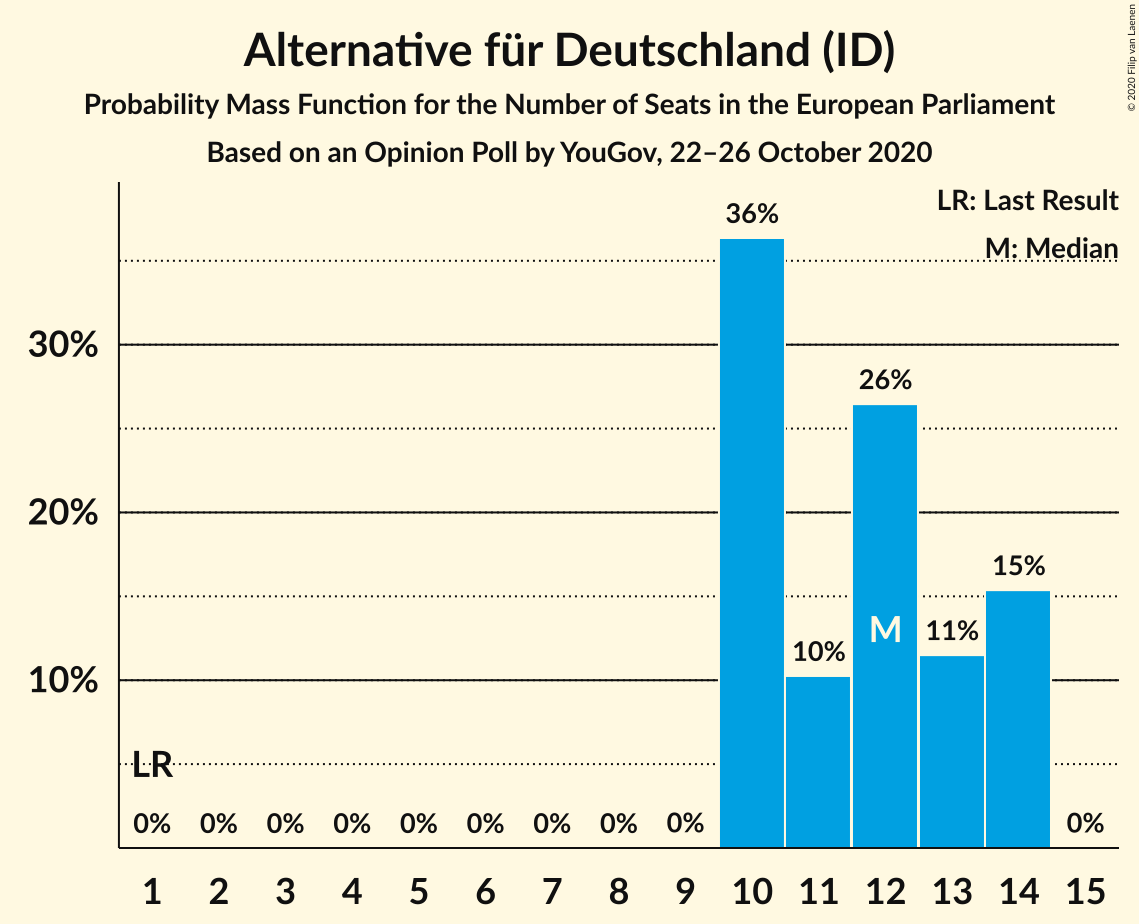 Alternative für Deutschland (ID)
Probability Mass Function for the Number of Seats in the European Parliament
Based on an Opinion Poll by YouGov, 22–26 October 2020
© 2020 Filip van Laenen
LR: Last Result
M: Median
36%
30%
26%
20%
15%
M
11%
10%
10%
LR
0% 0% 0% 0% 0% 0% 0% 0% 0% 0%
1 2 3 4 5 6 7 8 9 10 11 12 13 14 15